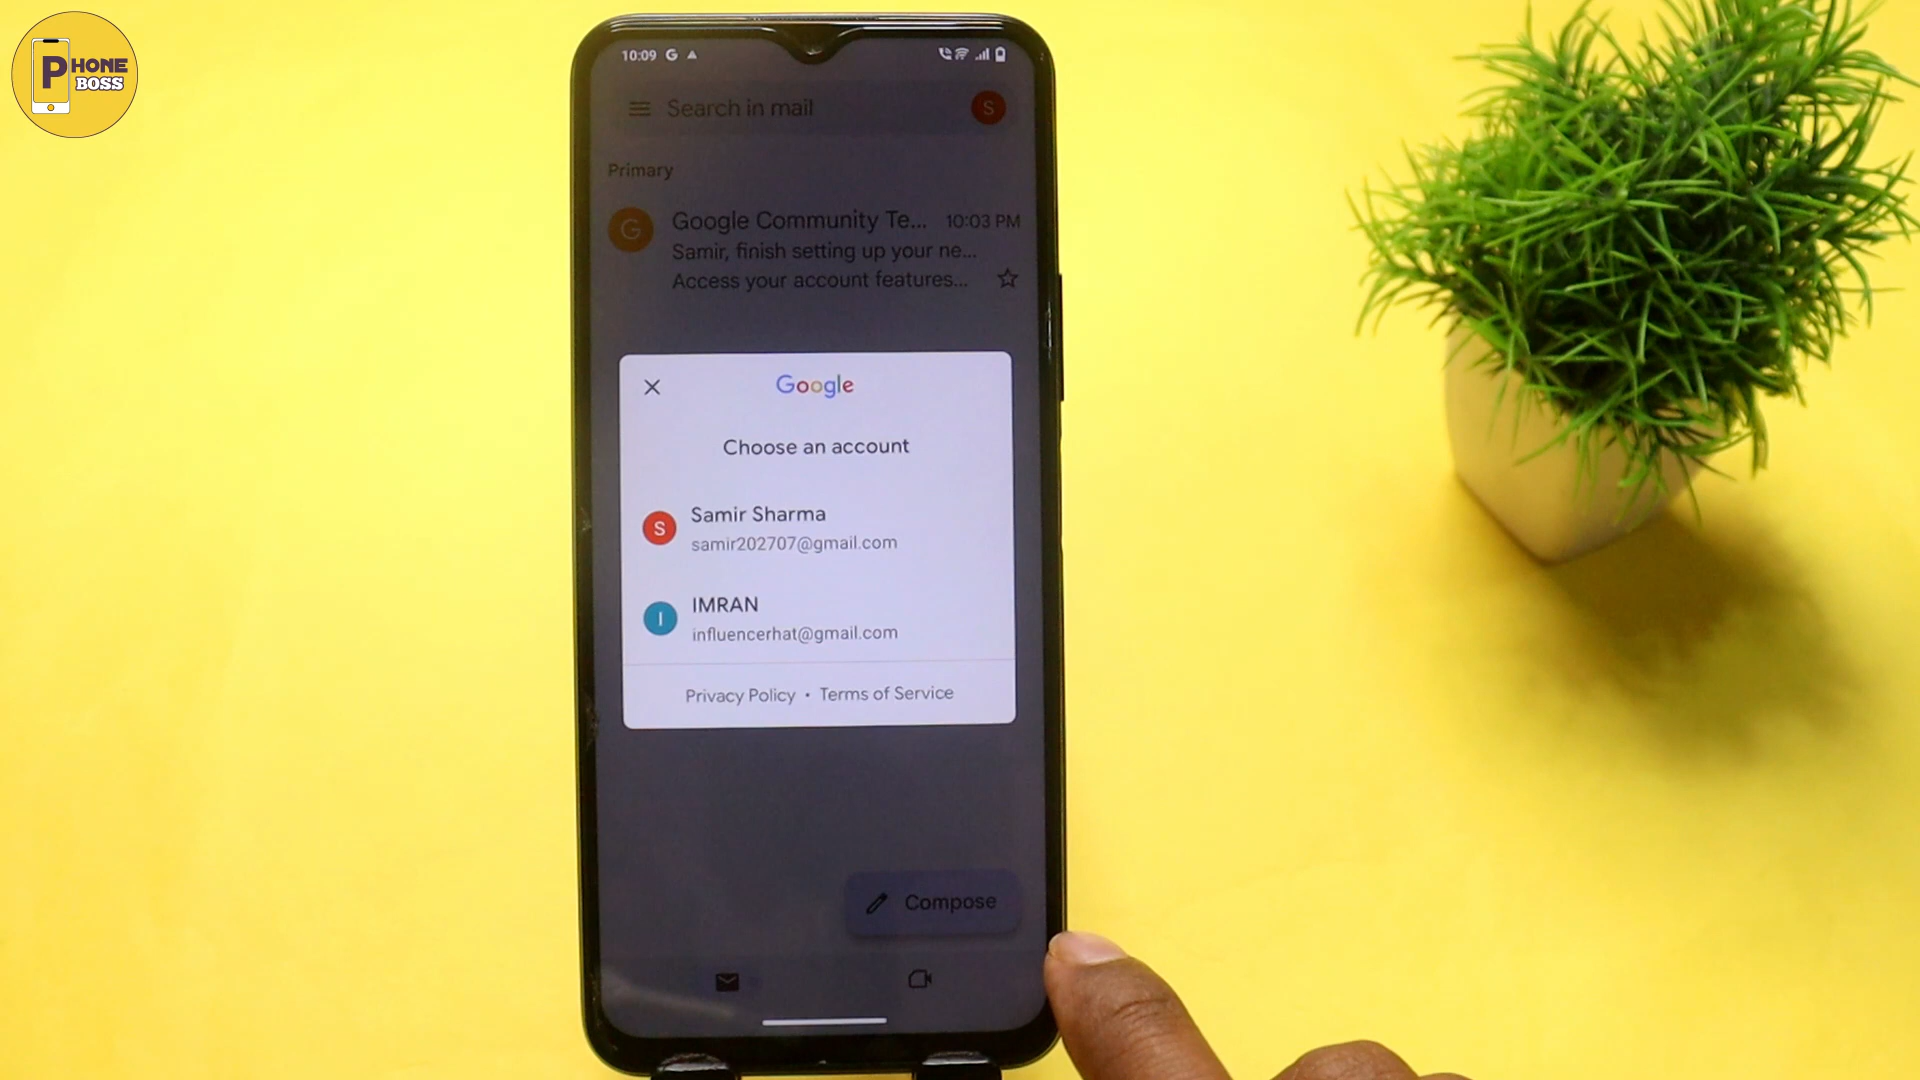 PHONE
BOSS
10:09 G
Search in mail
S
Primary
G
Google Community Te... 10:03 PM
Samir, finish setting up your ne...
Access your account features...
Google
Choose an account
S
Samir Sharma
samir202707@gmail.com
I
IMRAN
influencerhat@gmail.com
Privacy Policy • Terms of Service
Compose